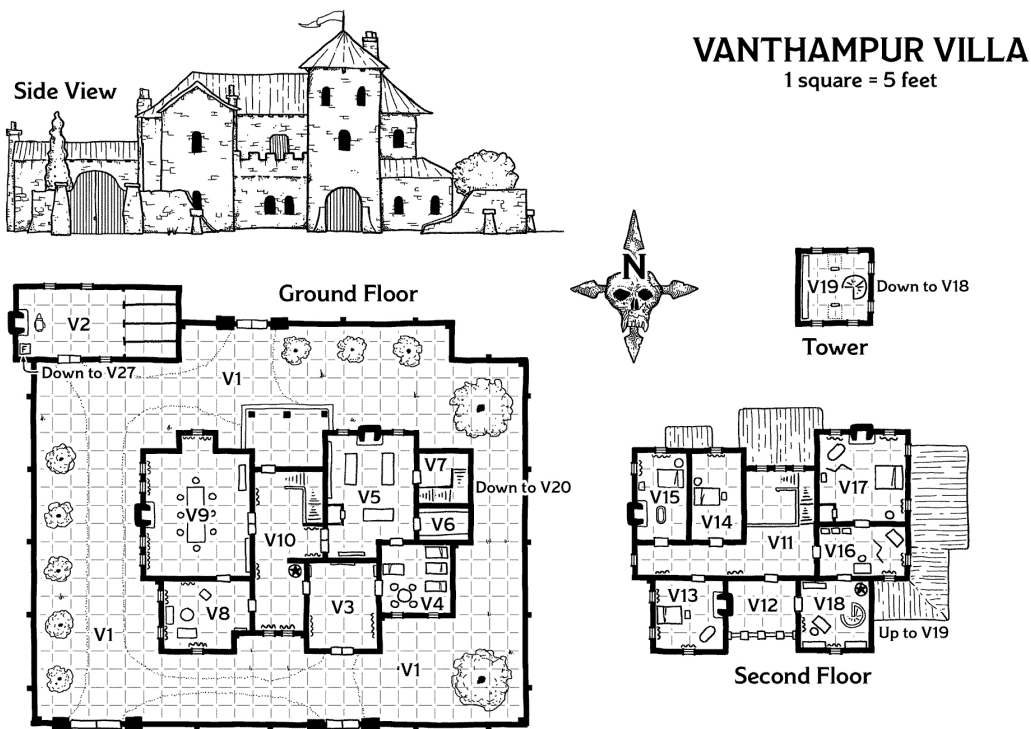 VANTHAMPUR VILLA
1 square = 5 feet
Side View
N
Ground Floor
V19
Down to V18
Tower
V2
F
Down to V27
V1
V7
Down to V20
V5
V6
V9
V10
V4
V3
V8
V1
V1
V17
V15
V14
V11
V16
V13
V12
V18
Up to V19
Second Floor